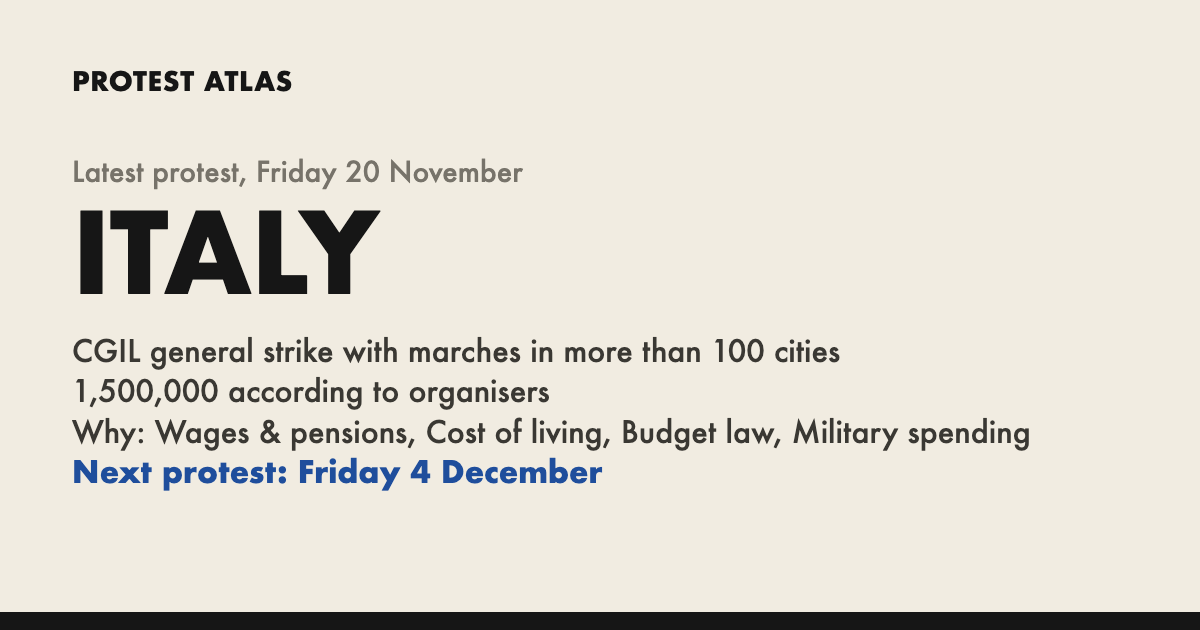 PROTEST ATLAS
Latest protest, Friday 20 November
ITALY
CGIL general strike with marches in more than 100 cities
1,500,000 according to organisers
Why: Wages & pensions, Cost of living, Budget law, Military spending
Next protest: Friday 4 December